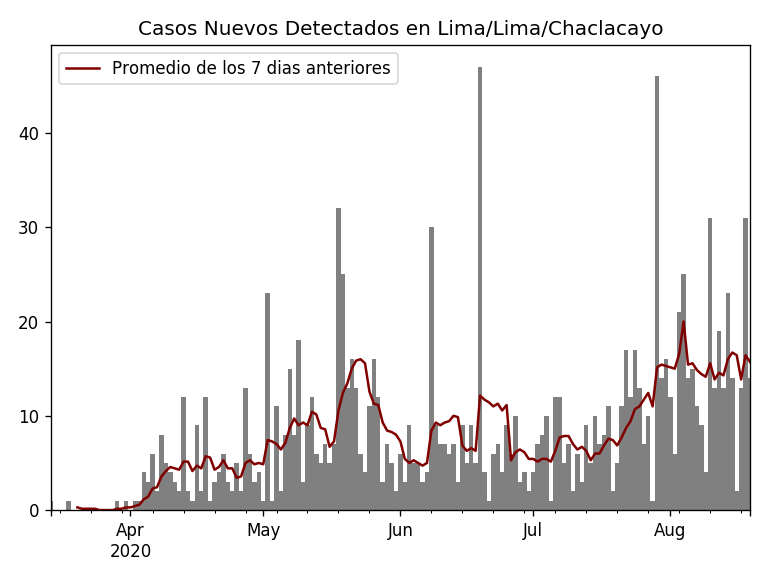 Casos Nuevos Detectados en Lima/Lima/Chaclacayo
Promedio de los 7 dias anteriores
40
30
20
10
0
Apr May Jun Jul Aug
2020